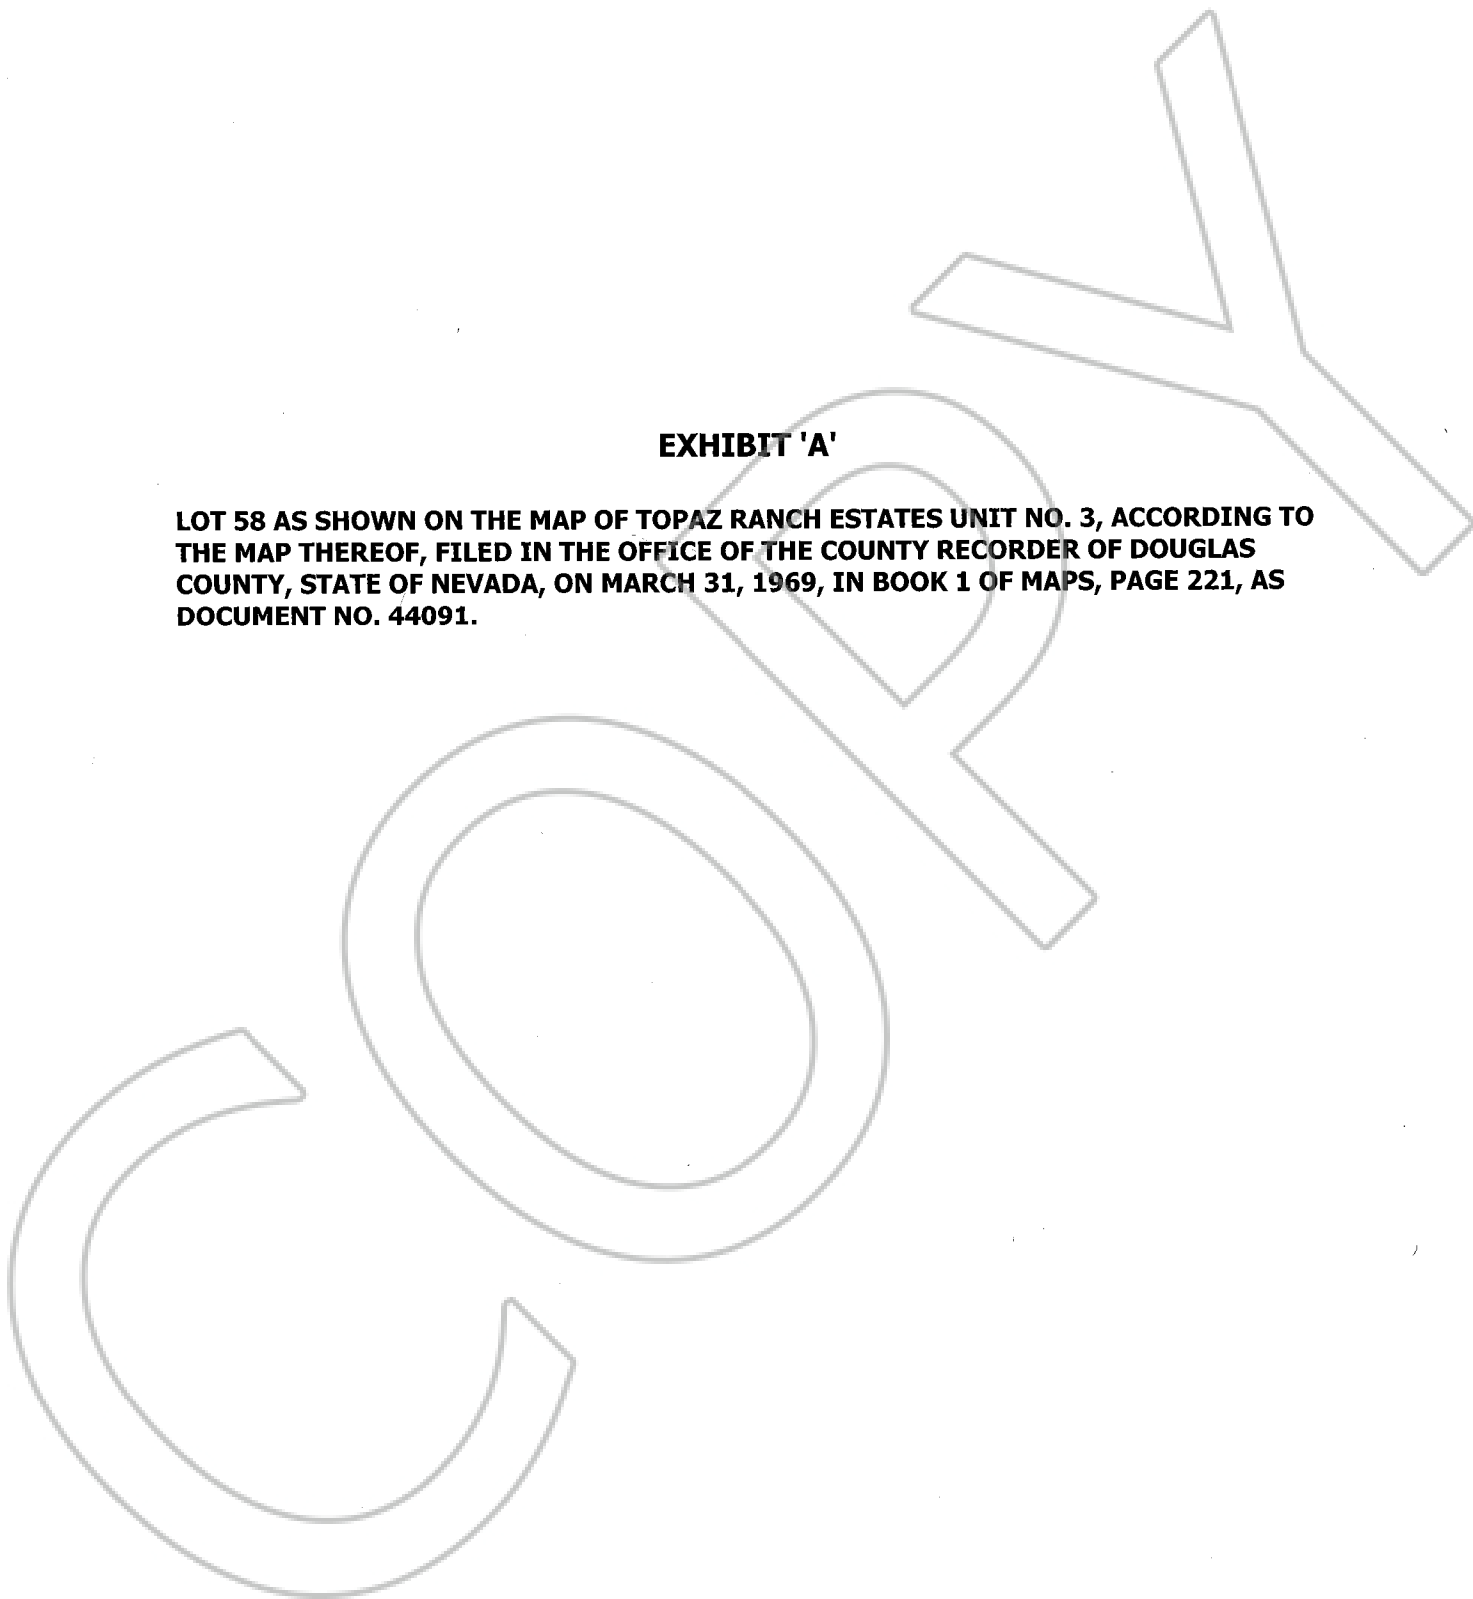 EXHIBIT 'A'
LOT 58 AS SHOWN ON THE MAP OF TOPAZ RANCH ESTATES UNIT NO. 3, ACCORDING TO
THE MAP THEREOF, FILED IN THE OFFICE OF THE COUNTY RECORDER OF DOUGLAS
COUNTY, STATE OF NEVADA, ON MARCH 31, 1969, IN BOOK 1 OF MAPS, PAGE 221, AS
DOCUMENT NO. 44091.
COPY